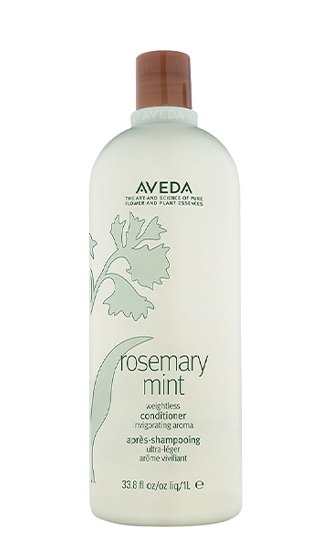 AVEDA
THE ART AND SCIENCE OF PURE
FLOWER AND PLANT ESSENCES
rosemary
mint
weightless
conditioner
invigorating aroma
après-shampooing
ultra-léger
arôme vivifiant
33.8 fl oz/oz liq/1L ℮